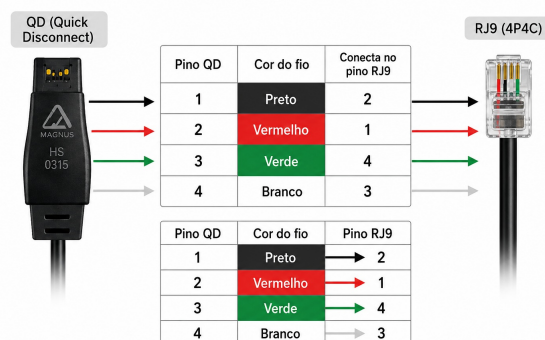 QD (Quick
Disconnect)
RJ9 (4P4C)
Pino QD Cor do fio Conecta no
pino RJ9
1 Preto 2
2 Vermelho 1
3 Verde 4
4 Branco 3
MAGNUS
HS
0315
Pino QD Cor do fio Pino RJ9
1 Preto 2
2 Vermelho 1
3 Verde 4
4 Branco 3